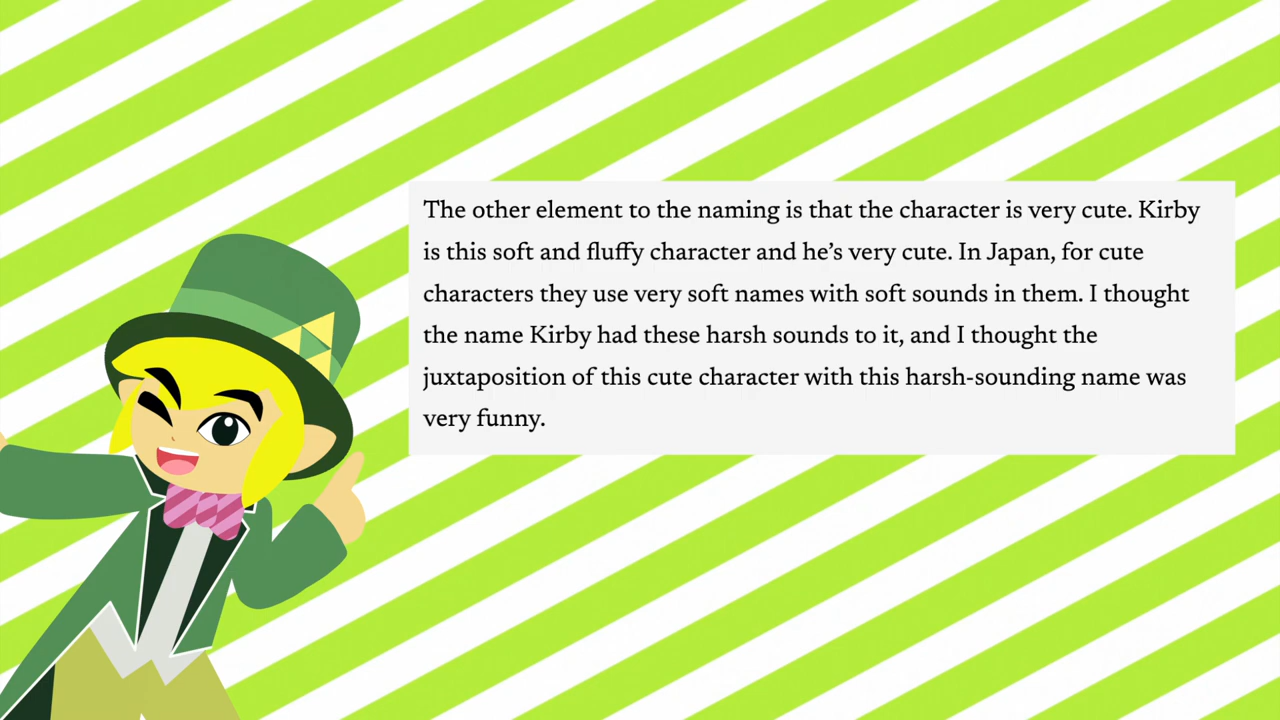 The other element to the naming is that the character is very cute. Kirby
is this soft and fluffy character and he’s very cute. In Japan, for cute
characters they use very soft names with soft sounds in them. I thought
the name Kirby had these harsh sounds to it, and I thought the
juxtaposition of this cute character with this harsh-sounding name was
very funny.